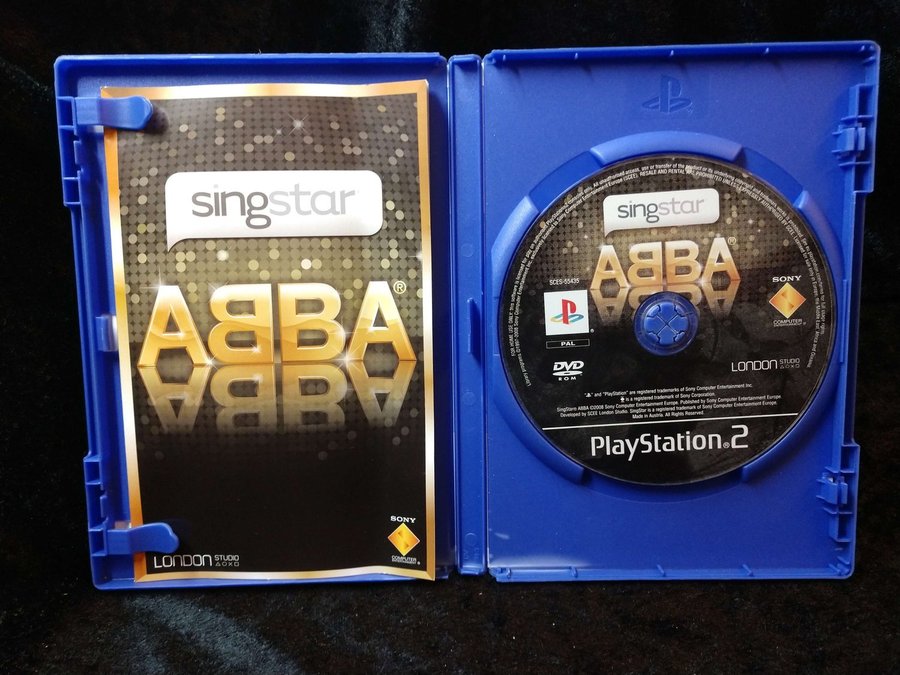 singstar
ABBA®
LONDON STUDIO
SONY
COMPUTER
ENTERTAINMENT®
singstar
ABBA®
SCES-55435
PAL
DVD
ROM
SONY
COMPUTER
LONDON STUDIO
and "PlayStation" are registered trademarks of Sony Computer Entertainment Inc.
is a registered trademark of Sony Corporation.
SingStar® ABBA ©2008 Sony Computer Entertainment Europe. Published by Sony Computer Entertainment Europe.
Developed by SCEE London Studio. SingStar is a registered trademark of Sony Computer Entertainment Europe.
Made in Austria. All Rights Reserved.
PlayStation®2